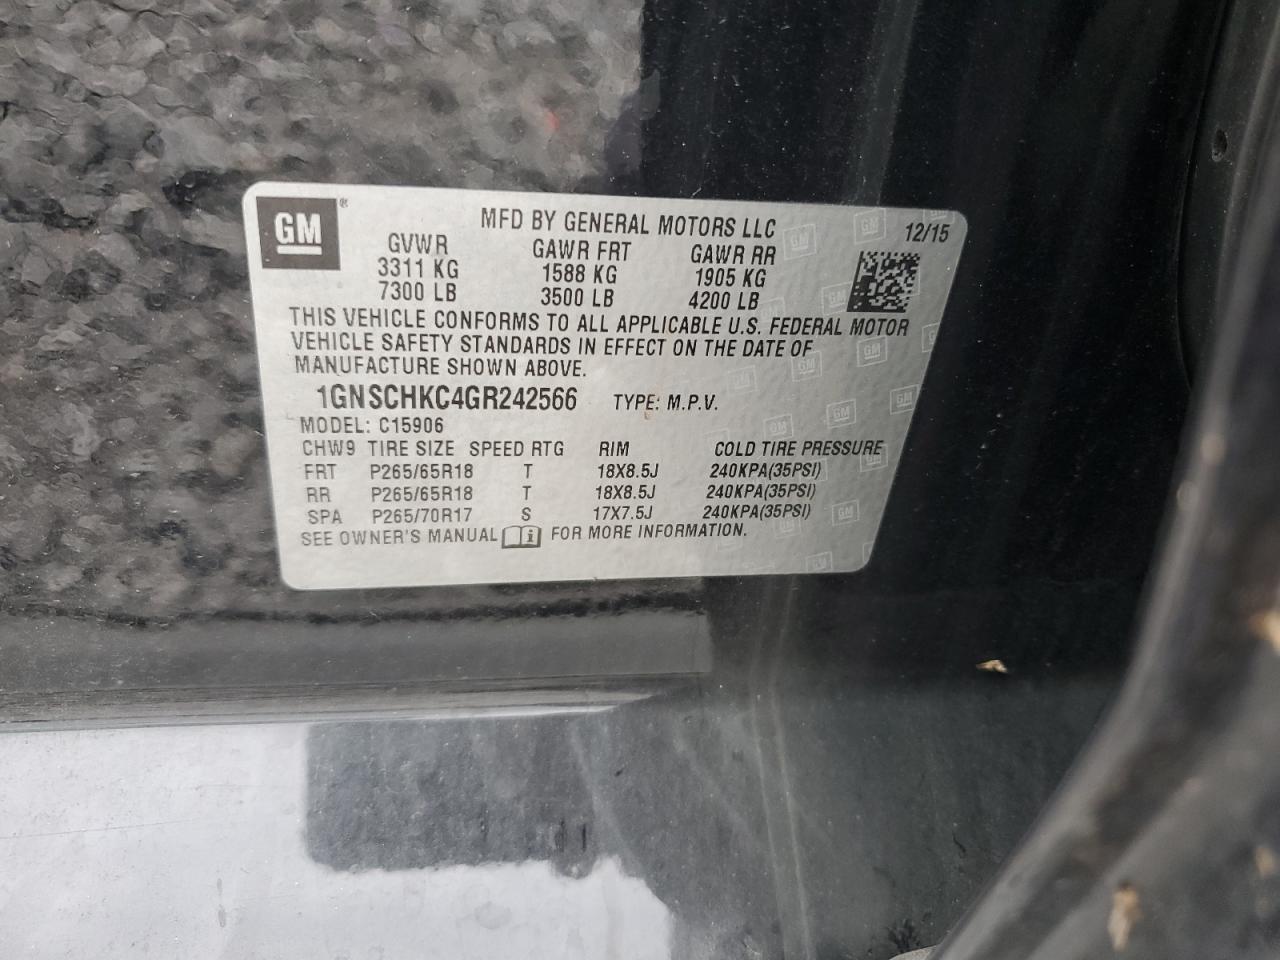 GM ®
MFD BY GENERAL MOTORS LLC 12/15
GVWR GAWR FRT GAWR RR
3311 KG 1588 KG 1905 KG
7300 LB 3500 LB 4200 LB
THIS VEHICLE CONFORMS TO ALL APPLICABLE U.S. FEDERAL MOTOR
VEHICLE SAFETY STANDARDS IN EFFECT ON THE DATE OF
MANUFACTURE SHOWN ABOVE.
1GNSCHKC4GR242566 TYPE: M.P.V.
MODEL: C15906
CHW9 TIRE SIZE SPEED RTG RIM COLD TIRE PRESSURE
FRT P265/65R18 T 18X8.5J 240KPA(35PSI)
RR P265/65R18 T 18X8.5J 240KPA(35PSI)
SPA P265/70R17 S 17X7.5J 240KPA(35PSI)
SEE OWNER'S MANUAL i FOR MORE INFORMATION.